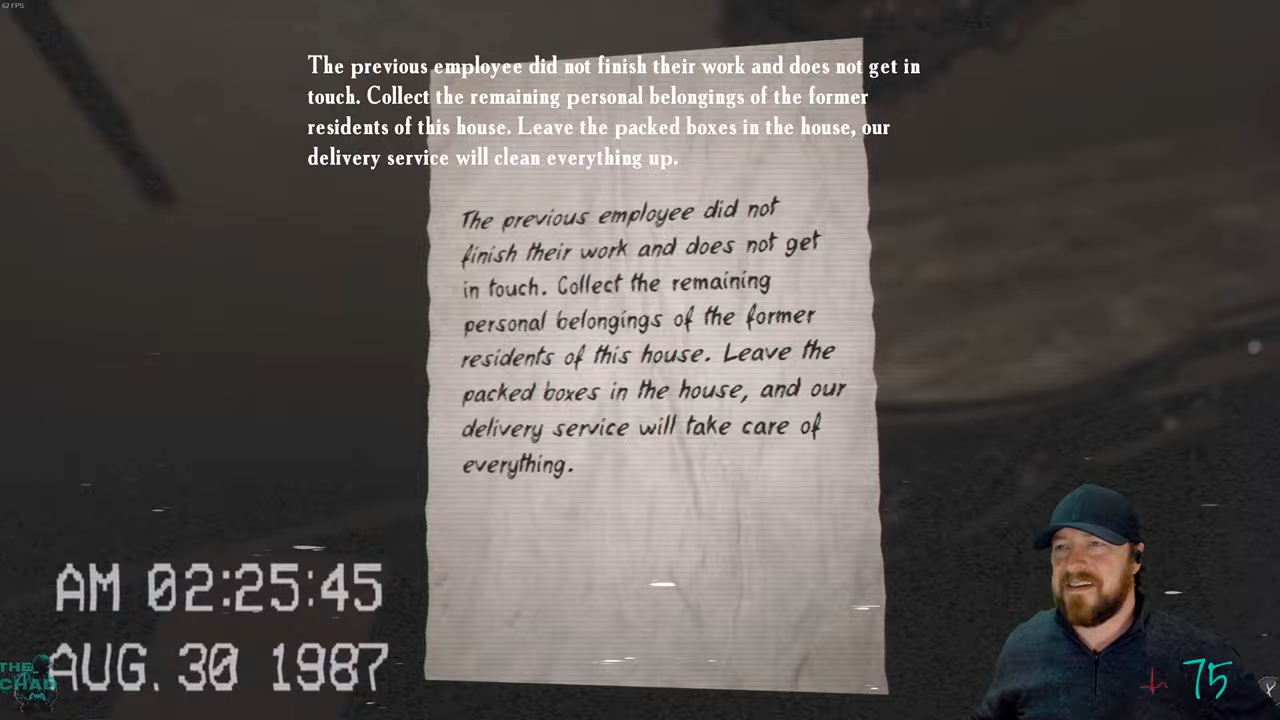 62 FPS
The previous employee did not finish their work and does not get in
touch. Collect the remaining personal belongings of the former
residents of this house. Leave the packed boxes in the house, our
delivery service will clean everything up.
The previous employee did not
finish their work and does not get
in touch. Collect the remaining
personal belongings of the former
residents of this house. Leave the
packed boxes in the house, and our
delivery service will take care of
everything.
AM 02:25:45
AUG. 30 1987
THE
CHAD
75